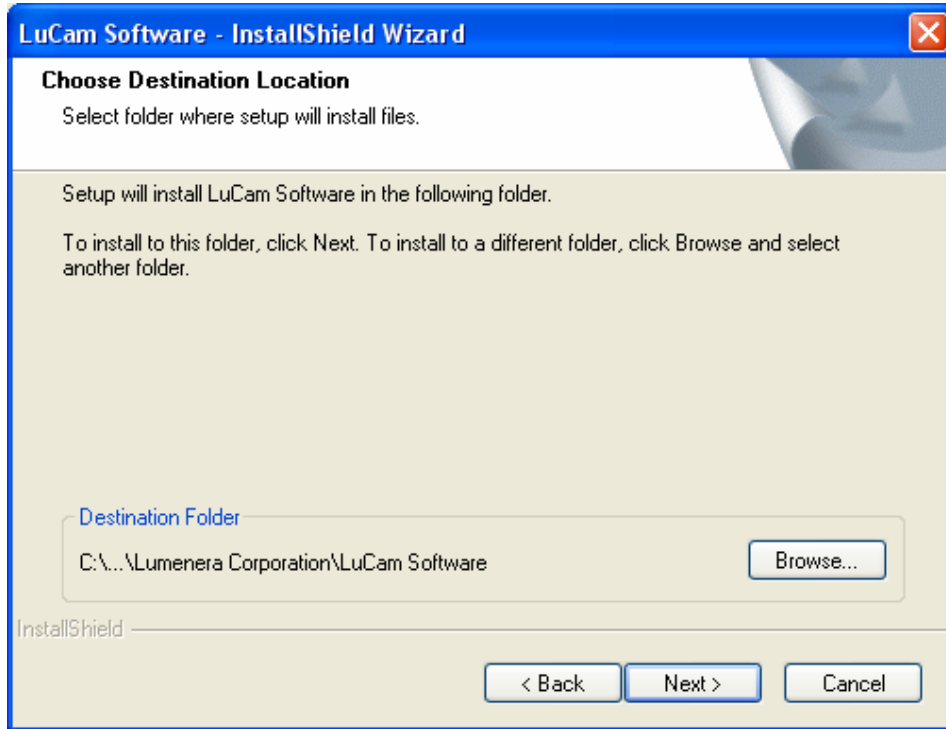 LuCam Software - InstallShield Wizard
Choose Destination Location
Select folder where setup will install files.
Setup will install LuCam Software in the following folder.
To install to this folder, click Next. To install to a different folder, click Browse and select
another folder.
Destination Folder
C:\...\Lumenera Corporation\LuCam Software
Browse...
InstallShield
< Back
Next >
Cancel